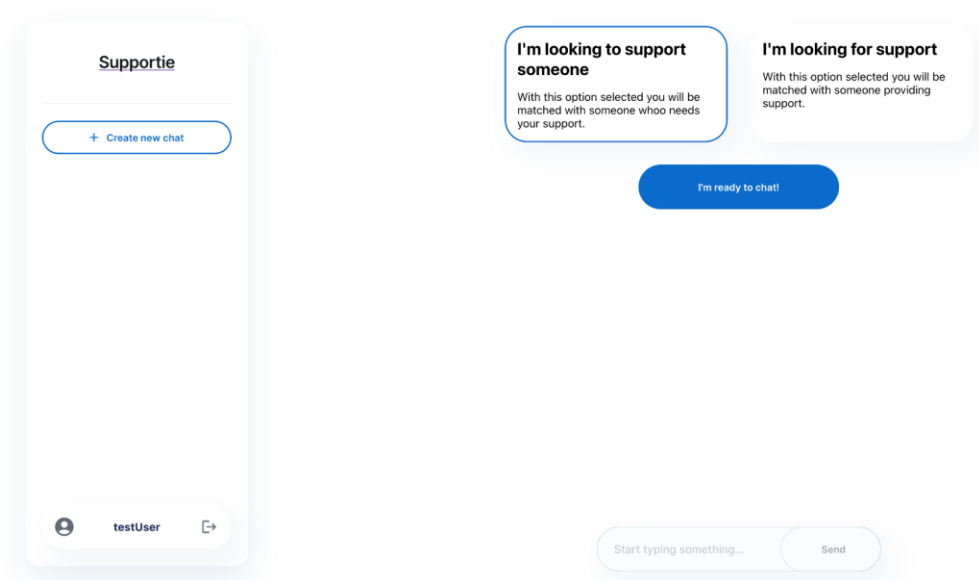 Supportie
+ Create new chat
testUser
I'm looking to support
someone
With this option selected you will be
matched with someone whoo needs
your support.
I'm looking for support
With this option selected you will be
matched with someone providing
support.
I'm ready to chat!
Start typing something...
Send